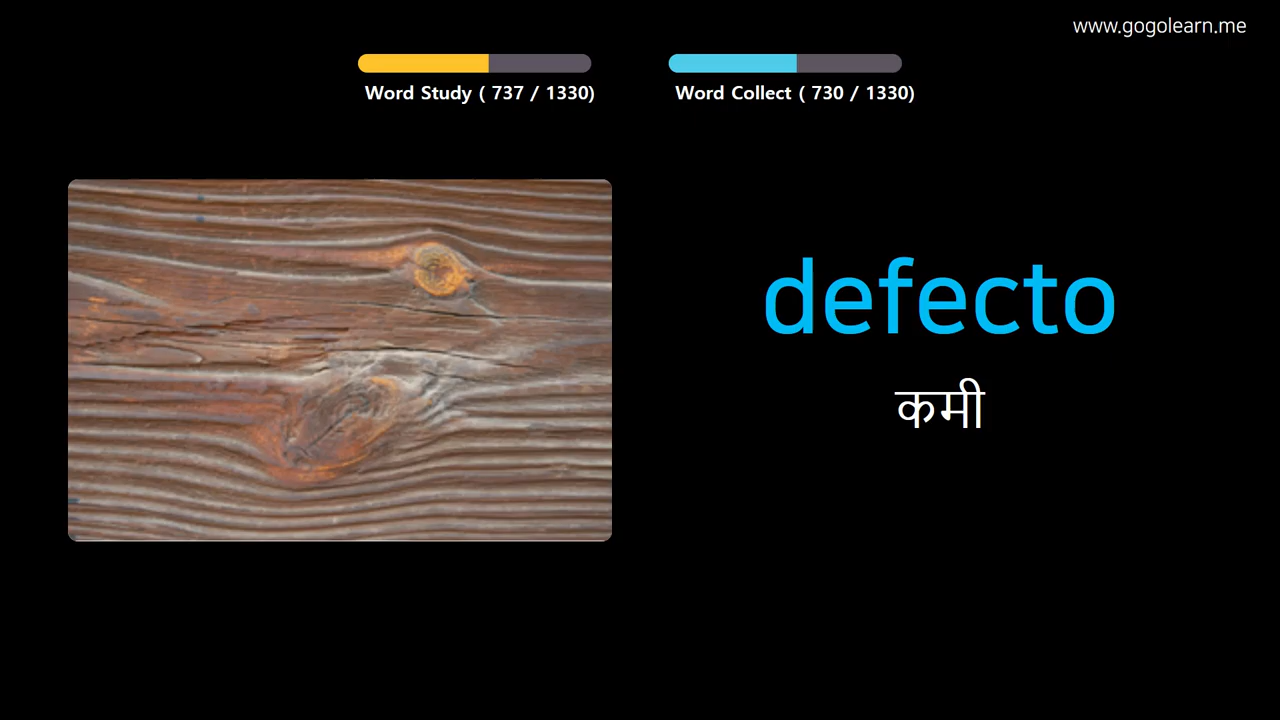 www.gogolearn.me
Word Study ( 737 / 1330)
Word Collect ( 730 / 1330)
defecto
कमी